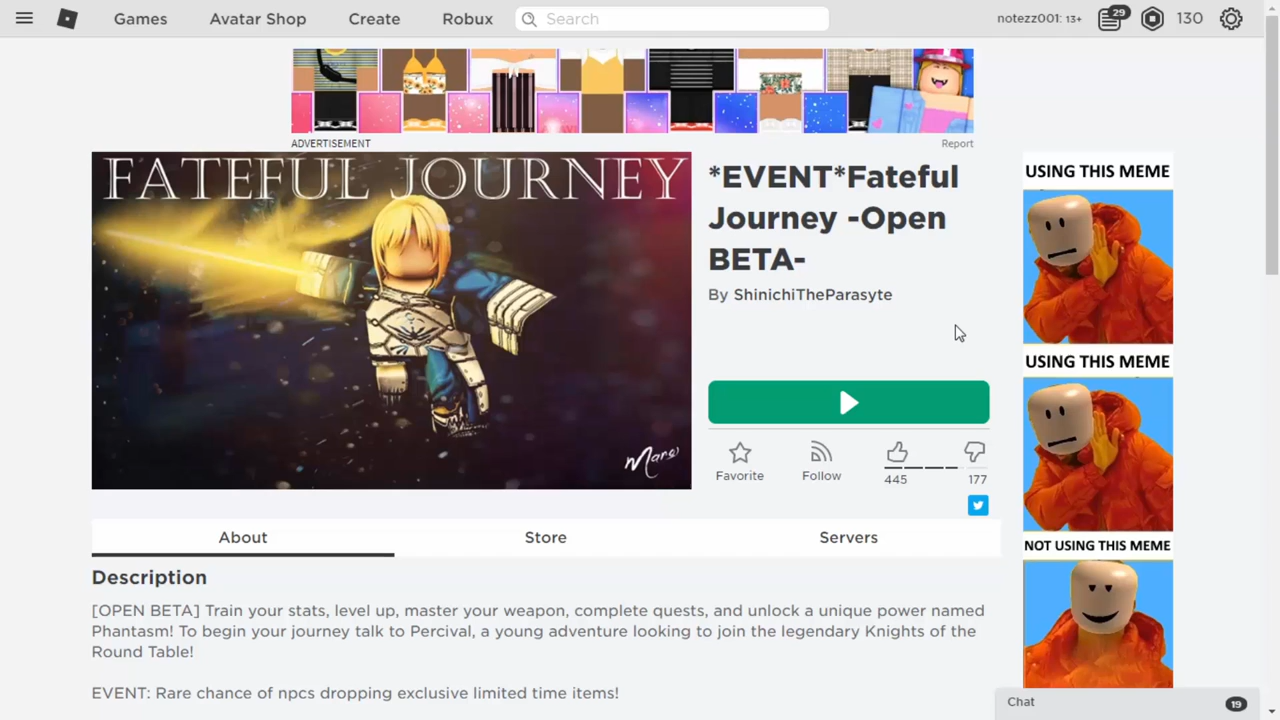 Games
Avatar Shop
Create
Robux
Search
notezz001: 13+
29
130
ADVERTISEMENT
Report
FATEFUL JOURNEY
Maro
*EVENT*Fateful
Journey -Open
BETA-
By ShinichiTheParasyte
Favorite
Follow
445
177
USING THIS MEME
USING THIS MEME
NOT USING THIS MEME
About
Store
Servers
Description
[OPEN BETA] Train your stats, level up, master your weapon, complete quests, and unlock a unique power named
Phantasm! To begin your journey talk to Percival, a young adventure looking to join the legendary Knights of the
Round Table!
EVENT: Rare chance of npcs dropping exclusive limited time items!
Chat
19